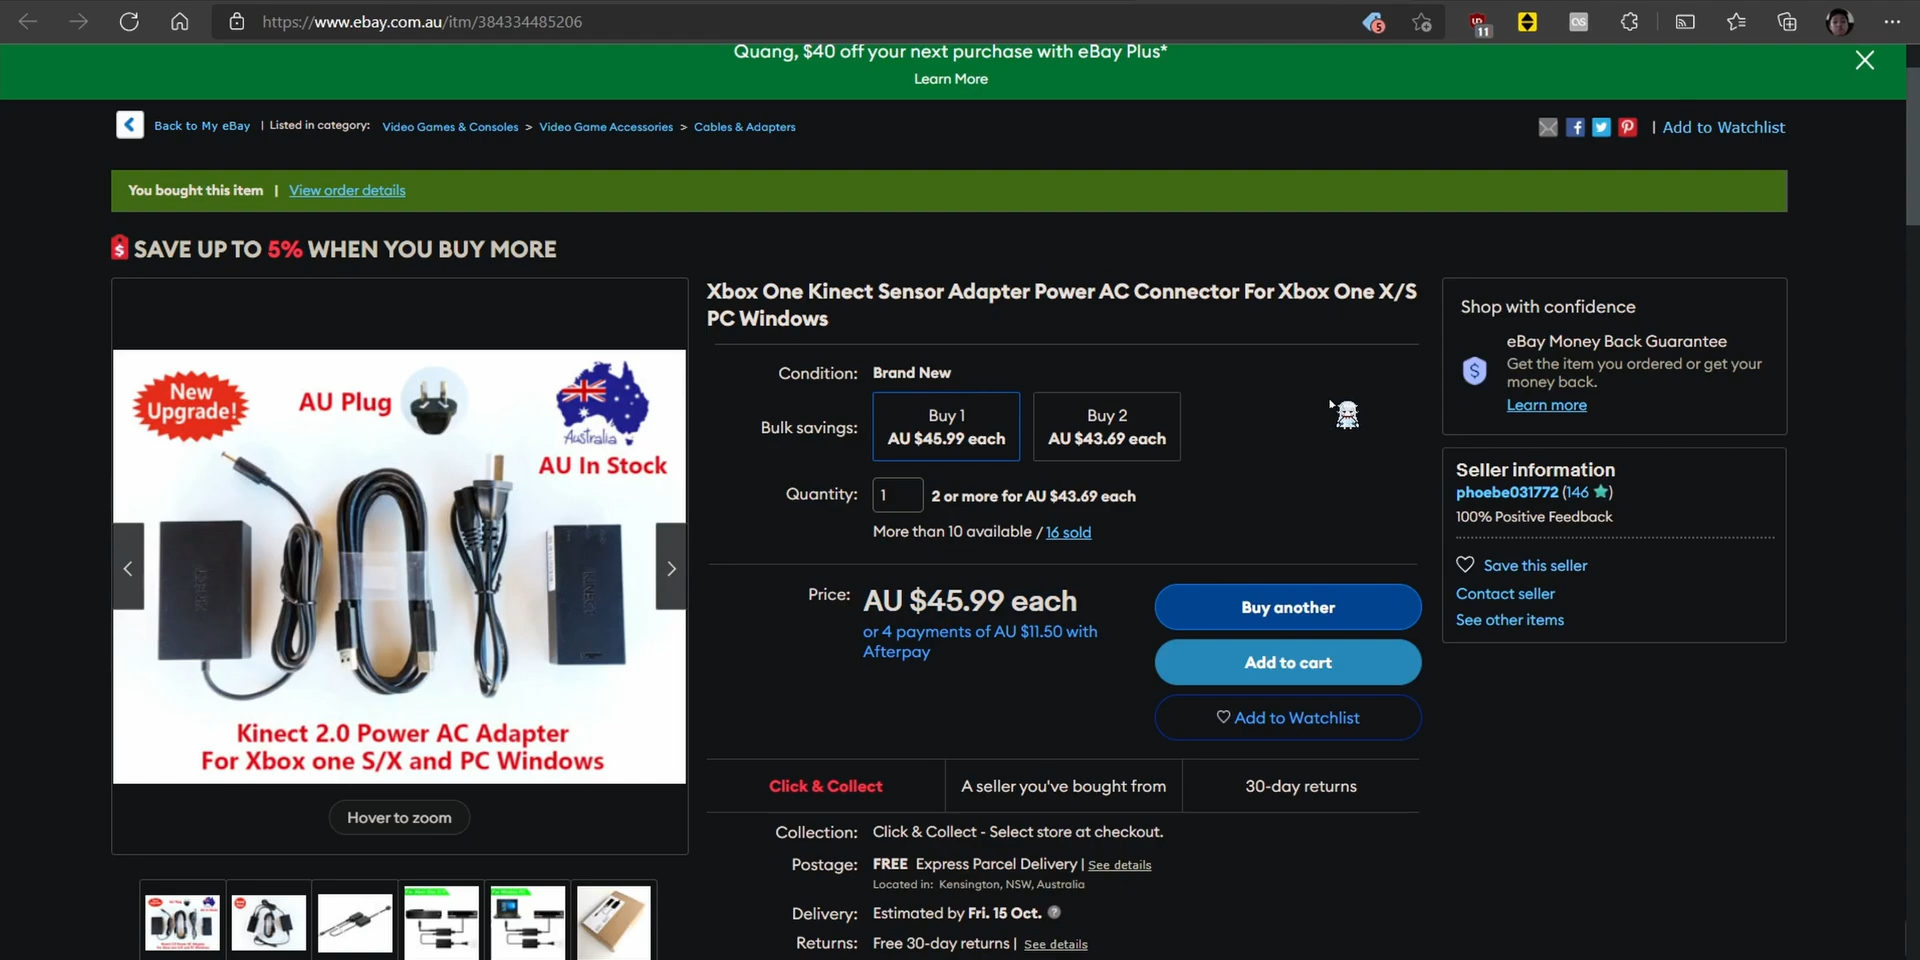 https://www.ebay.com.au/itm/384334485206
5
11
Quang, $40 off your next purchase with eBay Plus*
Learn More
Back to My eBay | Listed in category: Video Games & Consoles > Video Game Accessories > Cables & Adapters
| Add to Watchlist
You bought this item | View order details
$ SAVE UP TO 5% WHEN YOU BUY MORE
New
Upgrade!
AU Plug
Australia
AU In Stock
KINECT
KINECT
Kinect 2.0 Power AC Adapter
For Xbox one S/X and PC Windows
Hover to zoom
Xbox One Kinect Sensor Adapter Power AC Connector For Xbox One X/S
PC Windows
Condition: Brand New
Bulk savings:
Buy 1
AU $45.99 each
Buy 2
AU $43.69 each
Quantity: 1 2 or more for AU $43.69 each
More than 10 available / 16 sold
Price: AU $45.99 each
or 4 payments of AU $11.50 with
Afterpay
Buy another
Add to cart
Add to Watchlist
Click & Collect
A seller you've bought from
30-day returns
Collection: Click & Collect - Select store at checkout.
Postage: FREE Express Parcel Delivery | See details
Located in: Kensington, NSW, Australia
Delivery: Estimated by Fri. 15 Oct. ?
Returns: Free 30-day returns | See details
Shop with confidence
eBay Money Back Guarantee
Get the item you ordered or get your
money back.
Learn more
Seller information
phoebe031772 (146)
100% Positive Feedback
Save this seller
Contact seller
See other items